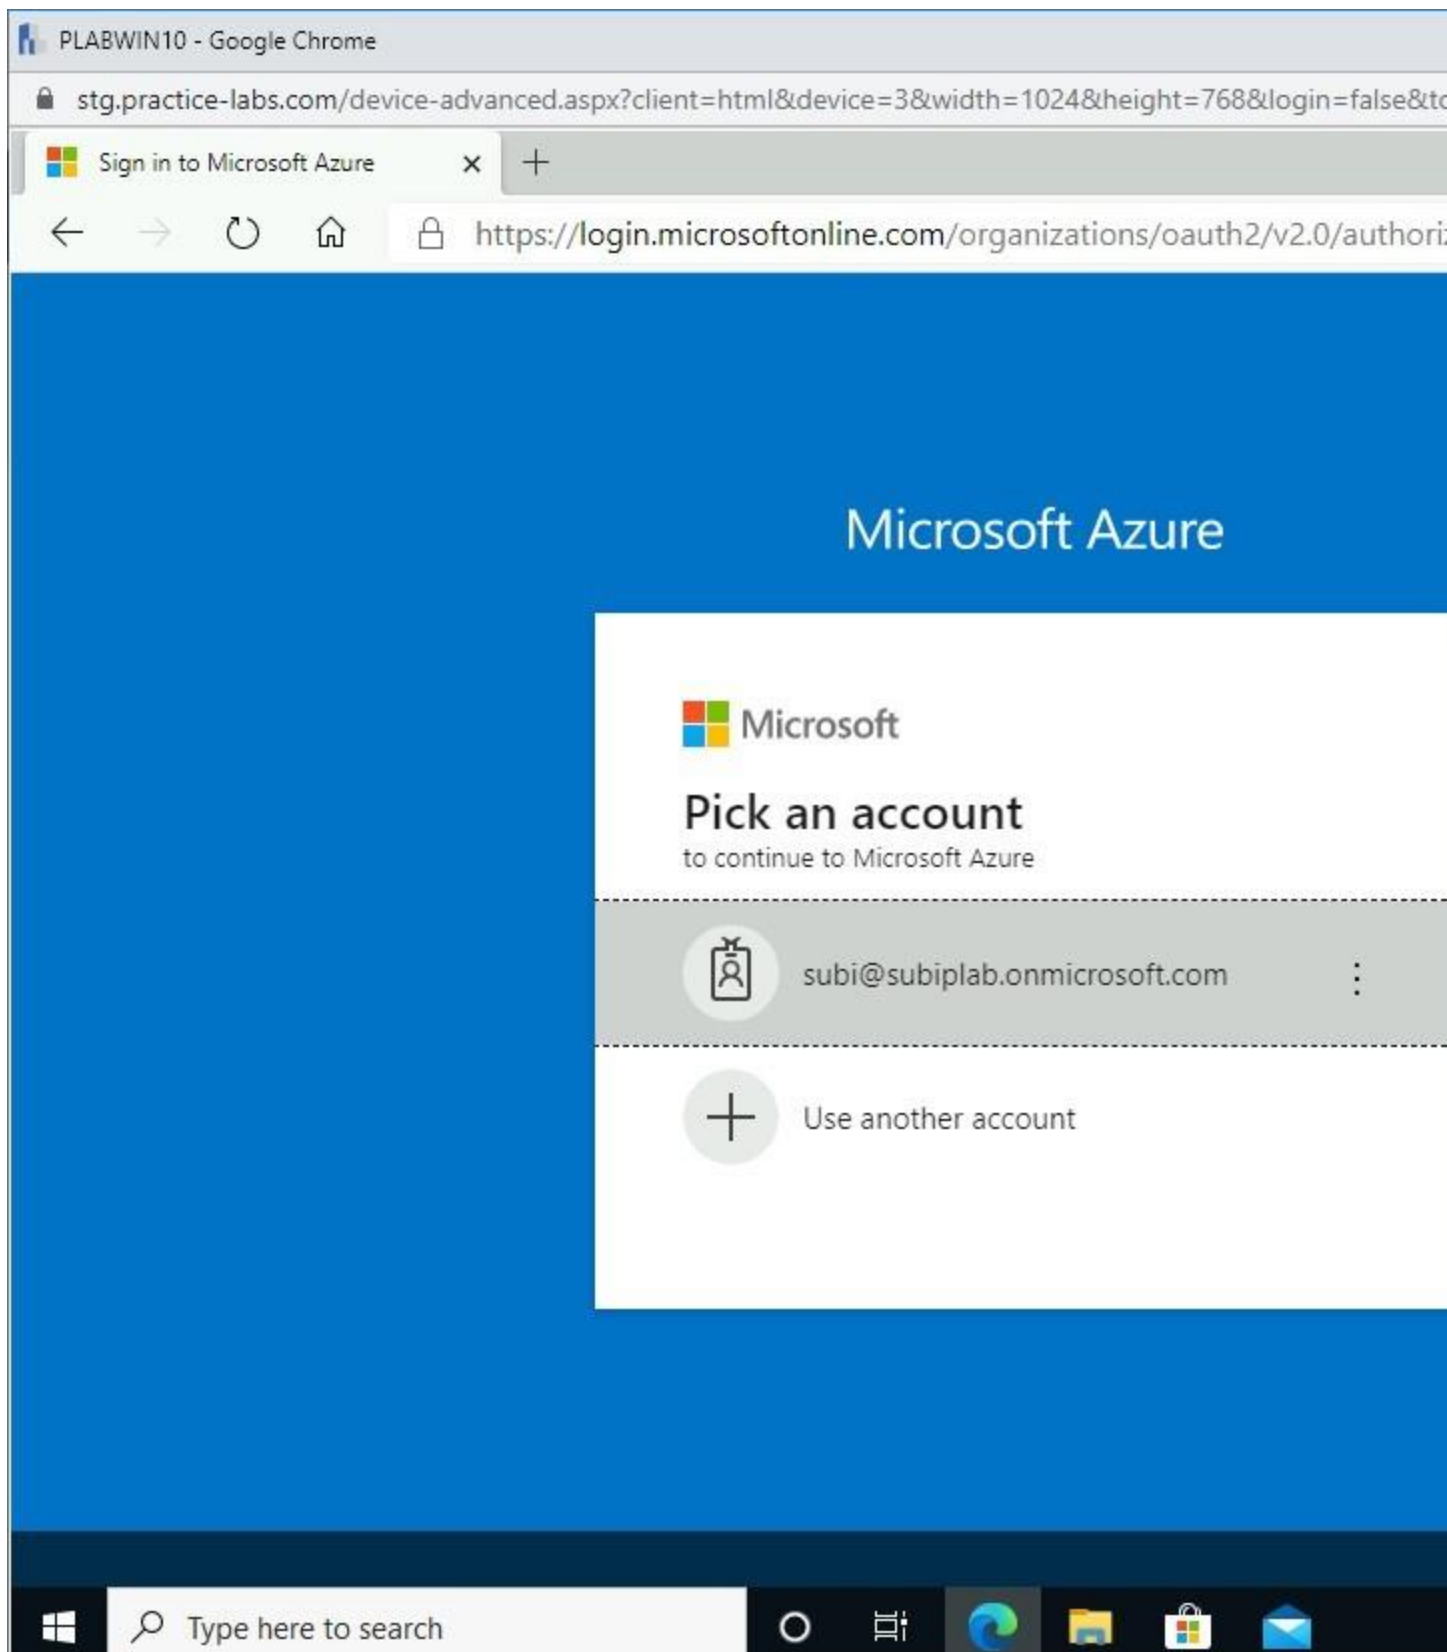 PLABWIN10 - Google Chrome
stg.practice-labs.com/device-advanced.aspx?client=html&device=3&width=1024&height=768&login=false&to
Sign in to Microsoft Azure
https://login.microsoftonline.com/organizations/oauth2/v2.0/authoriz
Microsoft Azure
Microsoft
Pick an account
to continue to Microsoft Azure
subi@subiplab.onmicrosoft.com
Use another account
Type here to search